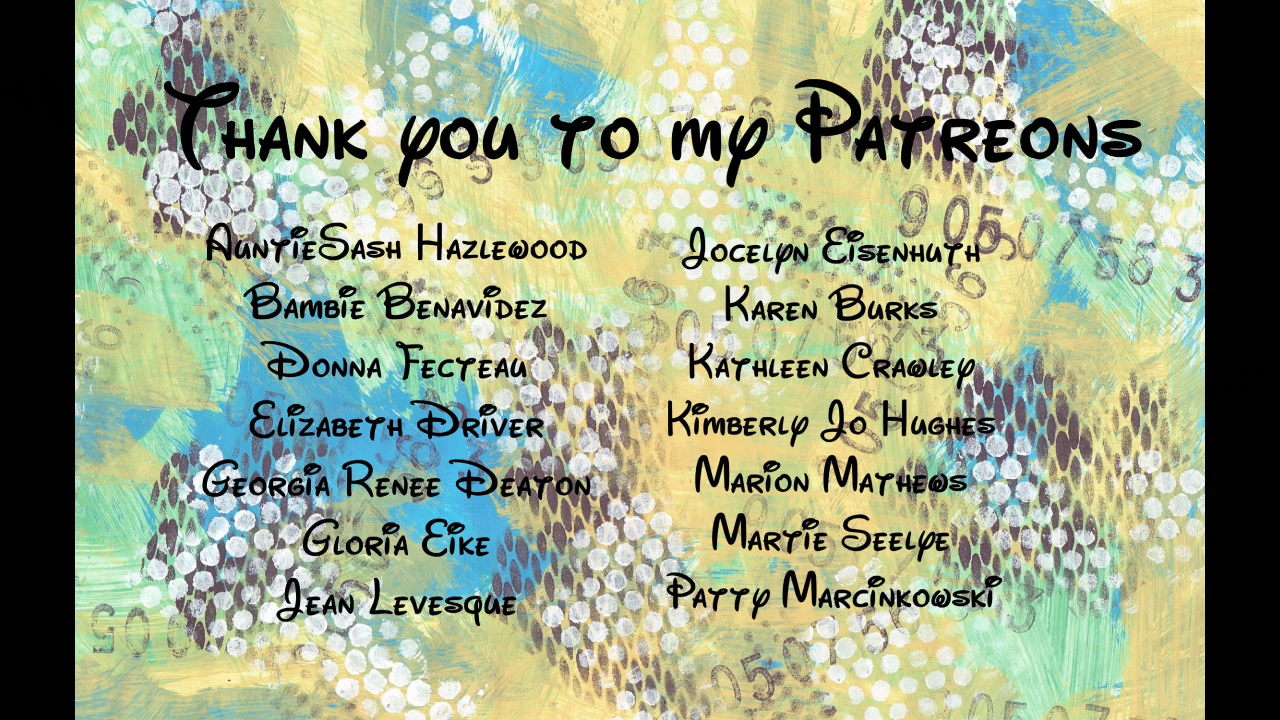 Thank you to my Patreons
AuntieSash Hazlewood
Bambie Benavidez
Donna Fecteau
Elizabeth Driver
Georgia Renee Deaton
Gloria Eike
Jean Levesque
Jocelyn Eisenhuth
Karen Burks
Kathleen Crawley
Kimberly Jo Hughes
Marion Mathews
Martie Seelye
Patty Marcinkowski